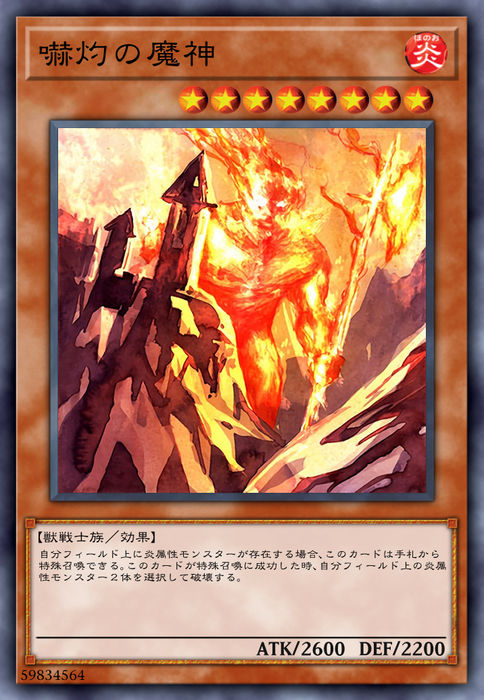 嚇灼の魔神
ほのお
炎
【獣戦士族／効果】
自分フィールド上に炎属性モンスターが存在する場合、このカードは手札から
特殊召喚できる。このカードが特殊召喚に成功した時、自分フィールド上の炎属
性モンスター２体を選択して破壊する。
ATK/2600 DEF/2200
59834564